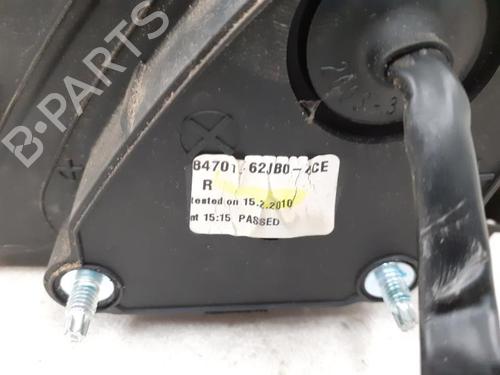 B-PARTS
84701-62JB0-ZCE
R
tested on 15.2.2010
at 15:15 PASSED